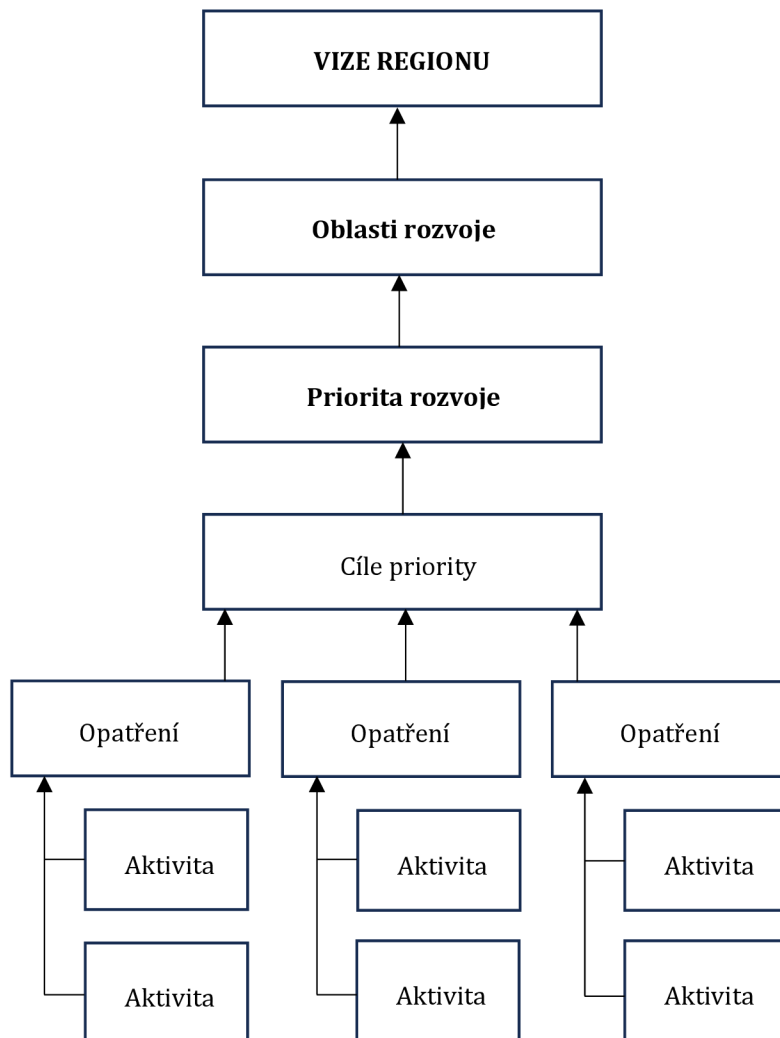 VIZE REGIONU
Oblasti rozvoje
Priorita rozvoje
Cíle priority
Opatření
Opatření
Opatření
Aktivita
Aktivita
Aktivita
Aktivita
Aktivita
Aktivita